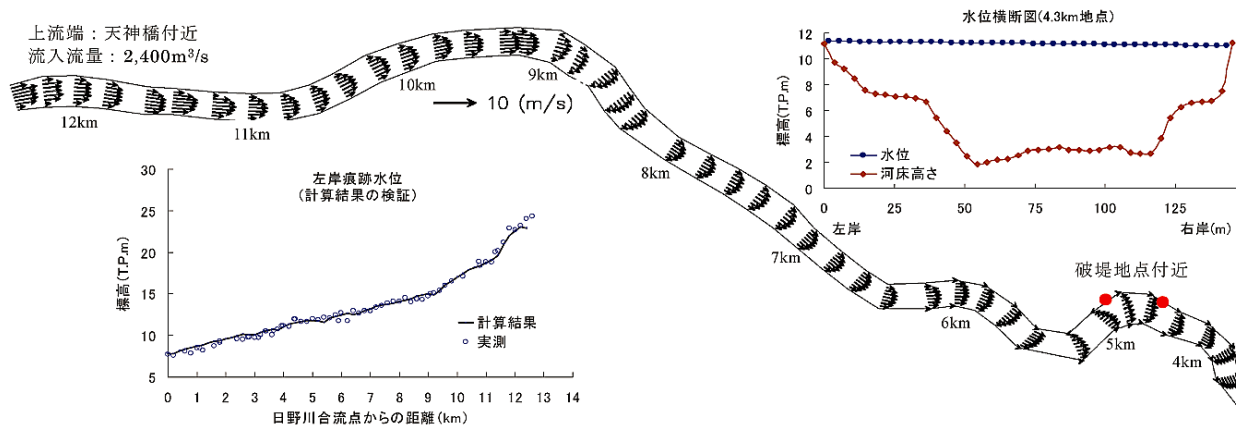 上流端：天神橋付近
流入流量：2,400m³/s
12km
11km
10km
9km
10 (m/s)
8km
7km
6km
5km
4km
破堤地点付近
水位横断図(4.3km地点)
標高(T.P.m)
12
10
8
6
4
2
0
水位
河床高さ
0
25
50
75
100
125
左岸
右岸(m)
左岸痕跡水位
(計算結果の検証)
標高(T.P.m)
30
25
20
15
10
5
計算結果
実測
0 1 2 3 4 5 6 7 8 9 10 11 12 13 14
日野川合流点からの距離(km)